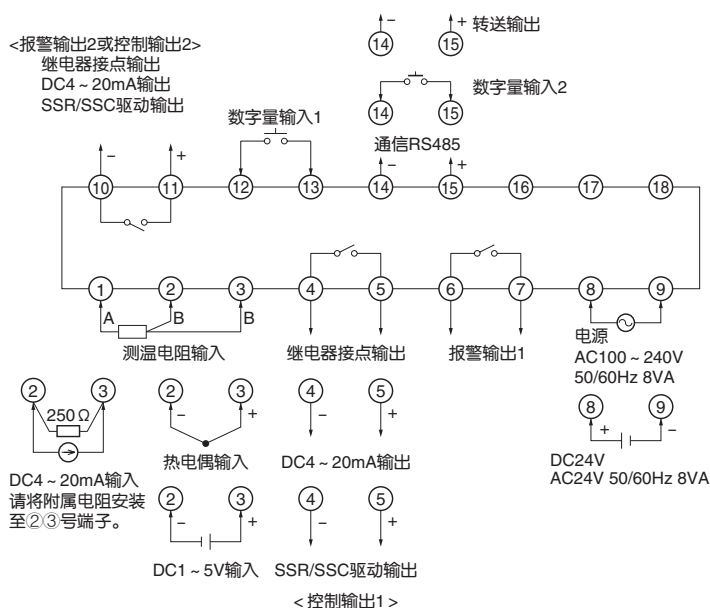 <报警输出2或控制输出2>
继电器接点输出
DC4~20mA输出
SSR/SSC驱动输出
- + 转送输出
14 15
数字量输入2
14 15
数字量输入1
通信RS485
- + - +
10 11 12 13 14 15 16 17 18
1 2 3 4 5 6 7 8 9
A B B
测温电阻输入
继电器接点输出
报警输出1
电源
AC100~240V
50/60Hz 8VA
2 3
250Ω
DC4~20mA输入
请将附属电阻安装
至②③号端子。
2 3
- +
热电偶输入
4 5
- +
DC4~20mA输出
8 9
+ -
DC24V
AC24V 50/60Hz 8VA
2 3
- +
DC1~5V输入
4 5
- +
SSR/SSC驱动输出
<控制输出1>